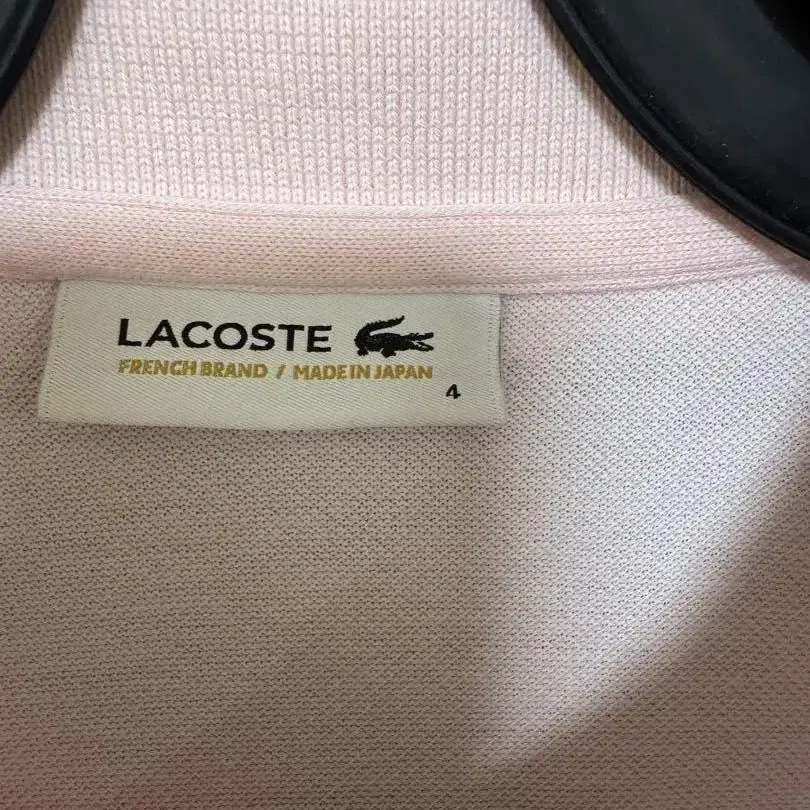 LACOSTE
FRENCH BRAND / MADE IN JAPAN
4